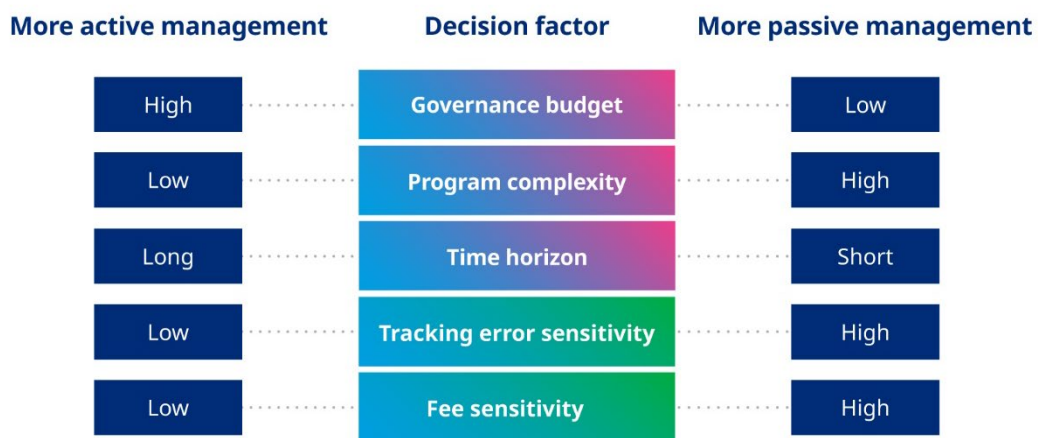 More active management Decision factor More passive management
High Governance budget Low
Low Program complexity High
Long Time horizon Short
Low Tracking error sensitivity High
Low Fee sensitivity High